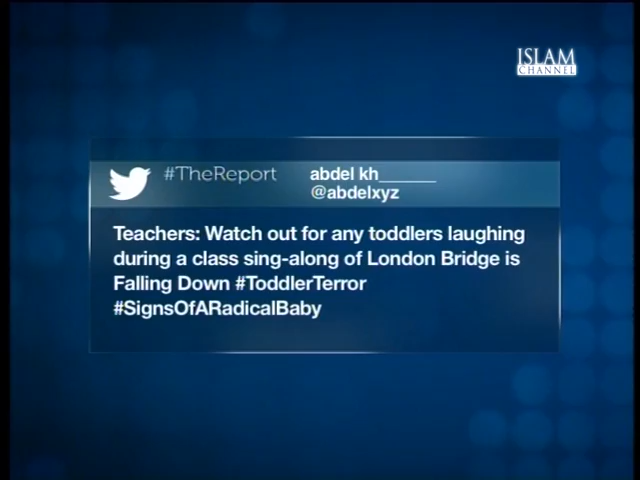 ISLAM
CHANNEL
#TheReport
abdel kh______
@abdelxyz
Teachers: Watch out for any toddlers laughing
during a class sing-along of London Bridge is
Falling Down #ToddlerTerror
#SignsOfARadicalBaby